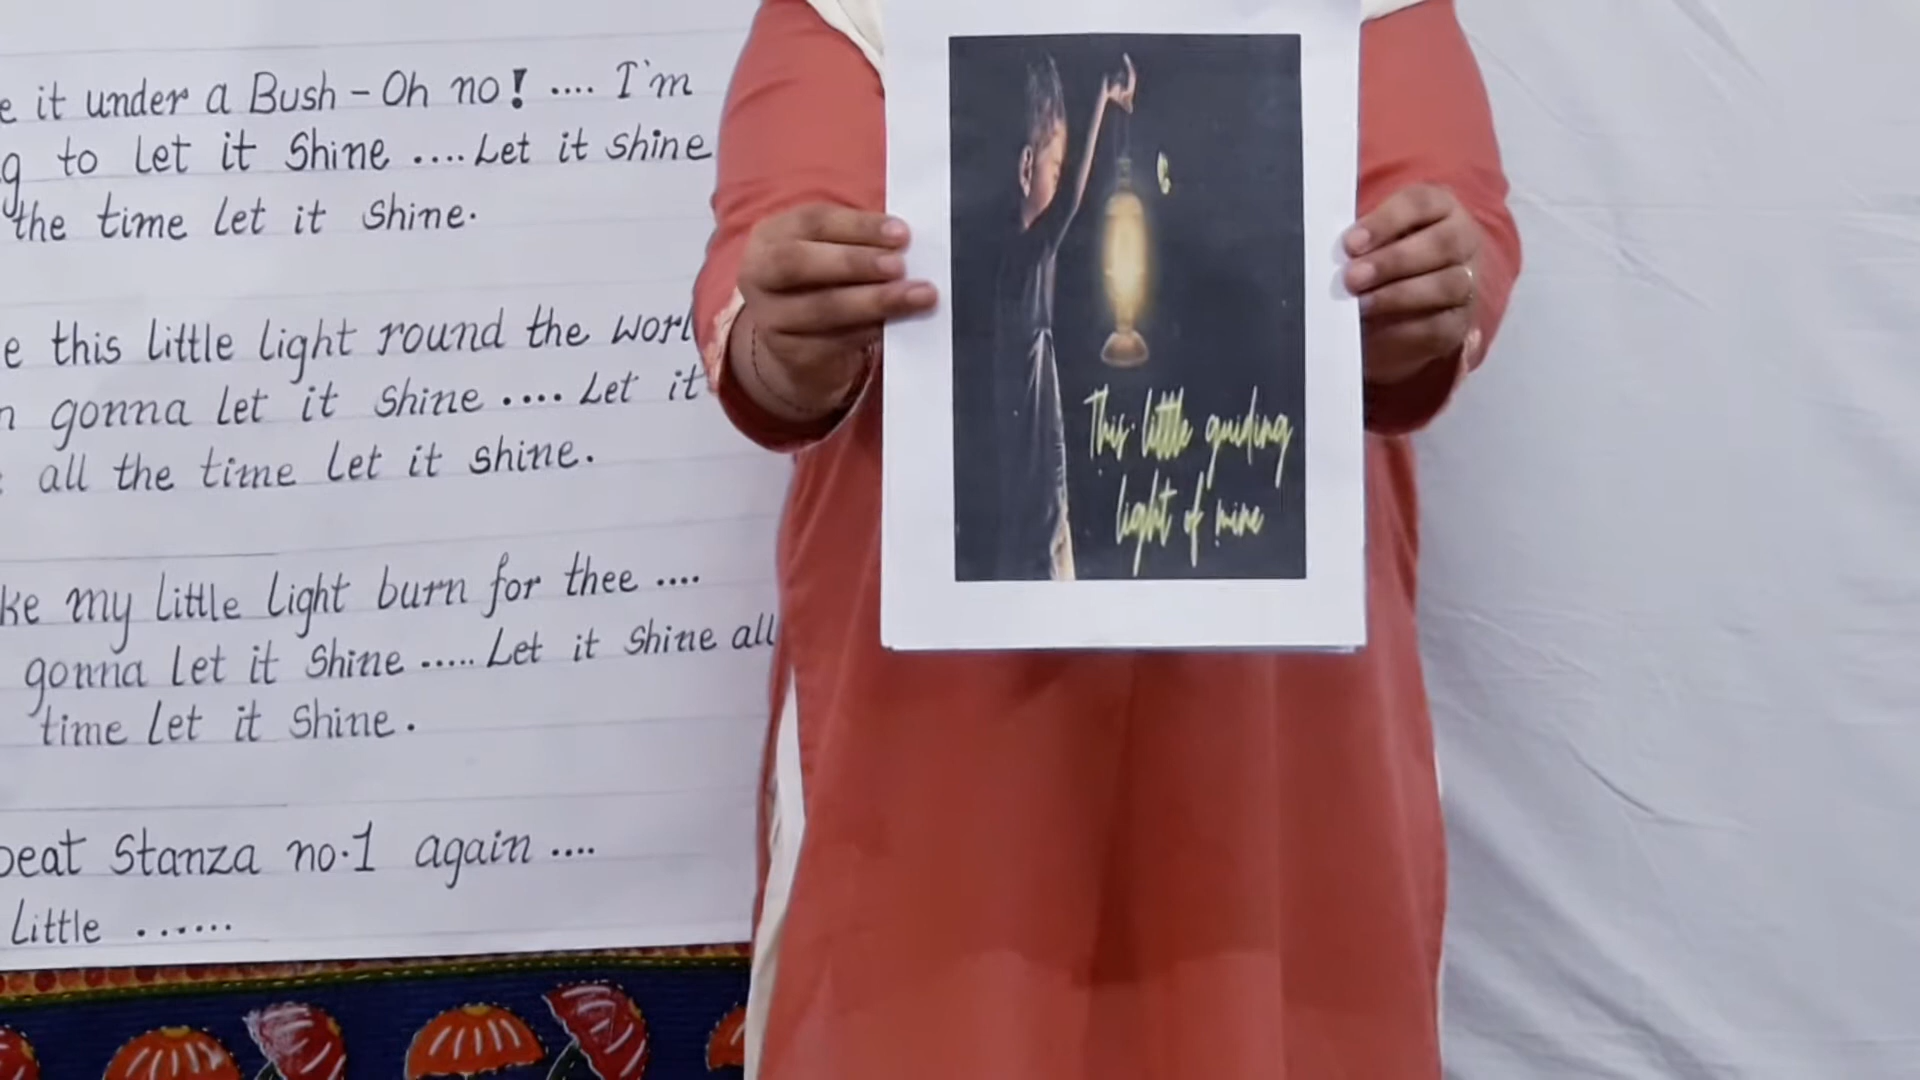 it under a Bush - Oh no! .... I'm
to Let it Shine .... Let it shine
the time Let it Shine.
this little light round the
gonna Let it Shine .... Let it
all the time Let it shine.
my Little Light burn for thee ....
gonna Let it Shine ..... Let it Shine all
time Let it Shine.
Stanza no.1 again ....
Little ......
This little guiding
light of mine